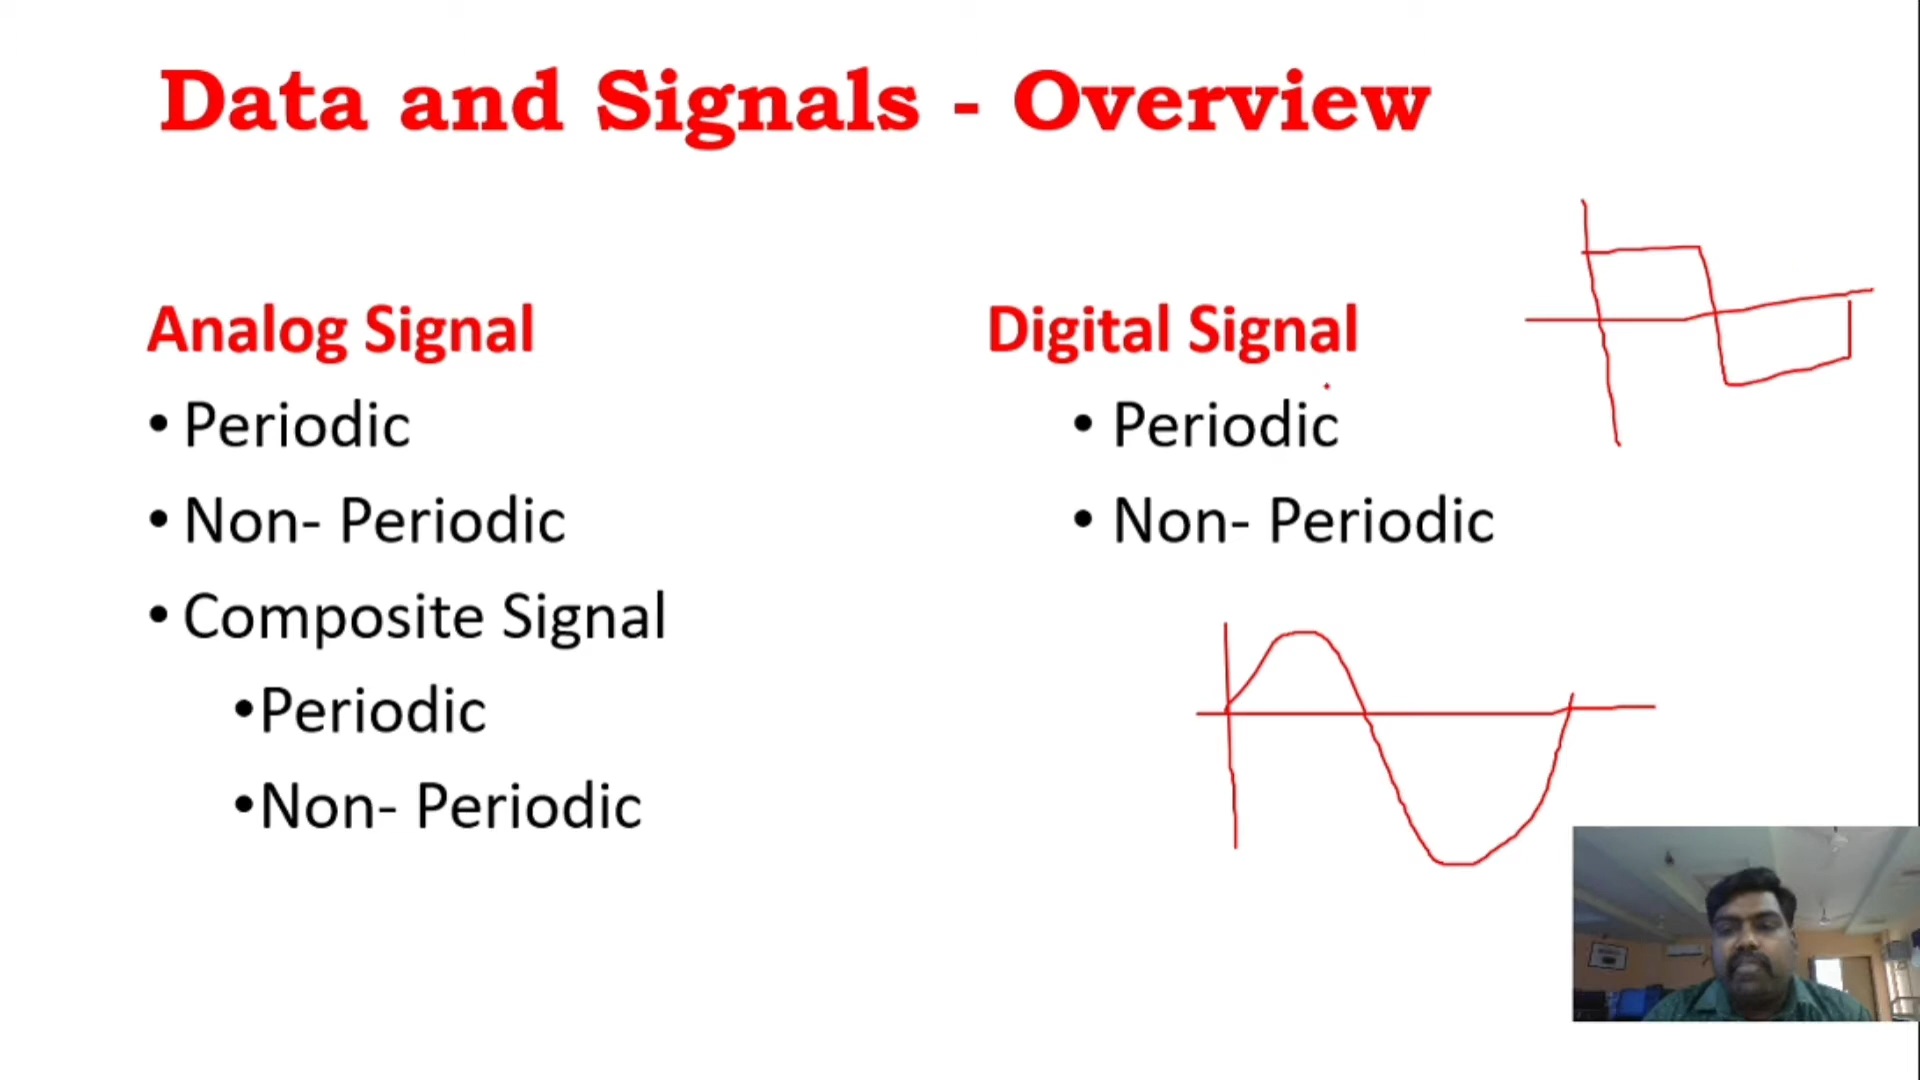 Data and Signals - Overview
Analog Signal
• Periodic
• Non- Periodic
• Composite Signal
•Periodic
•Non- Periodic
Digital Signal
• Periodic
• Non- Periodic